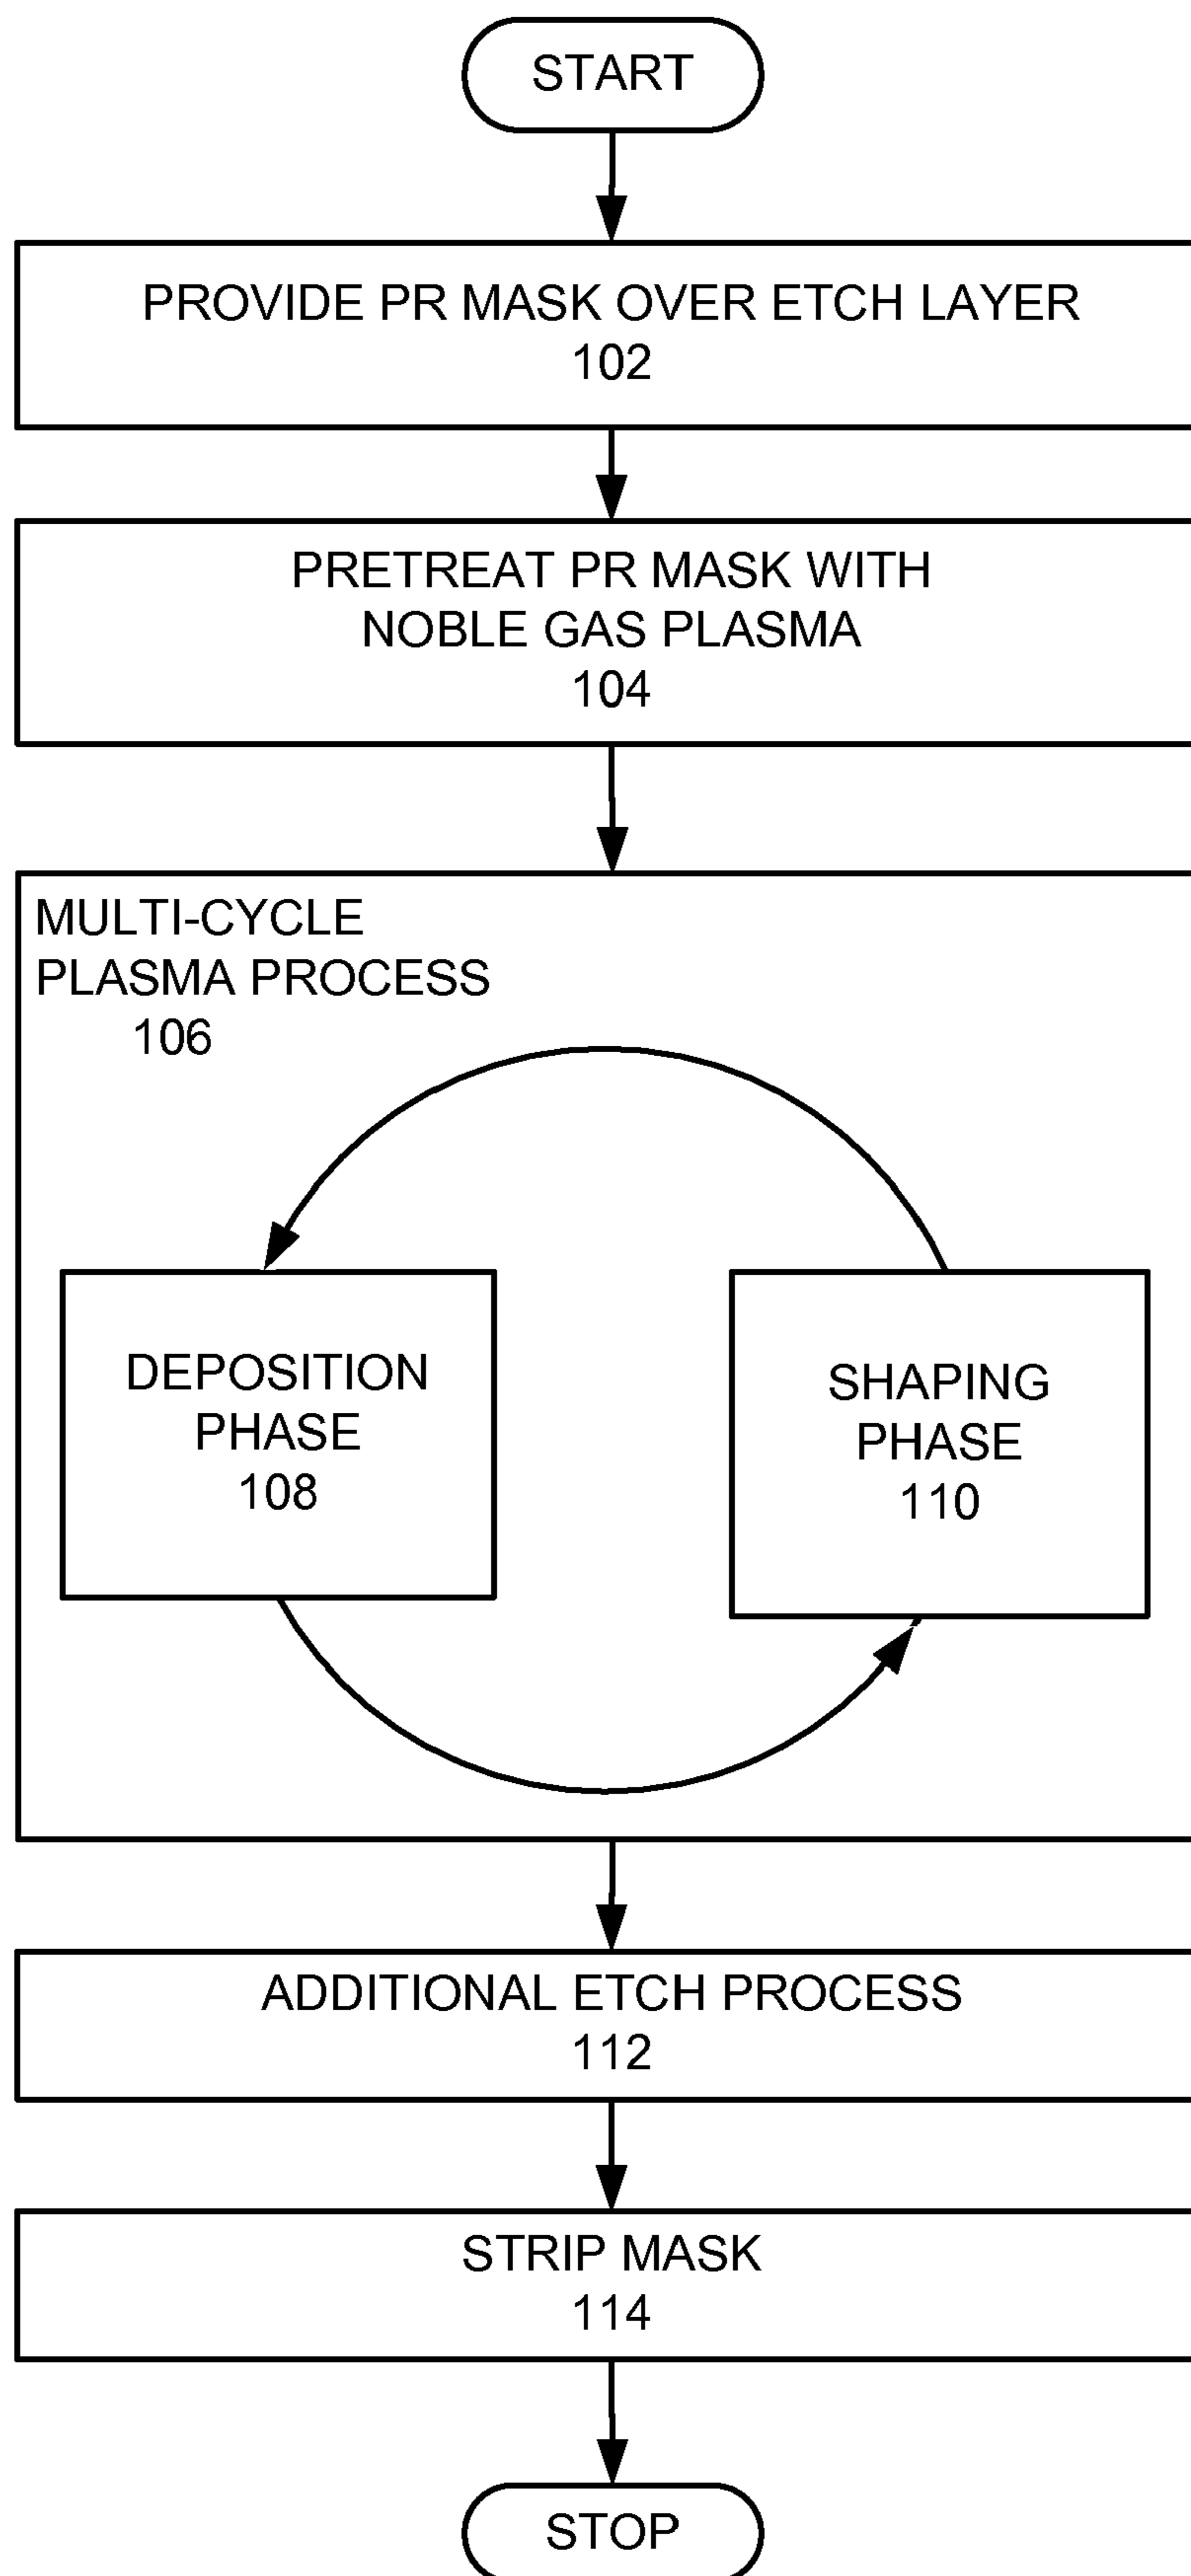 START
PROVIDE PR MASK OVER ETCH LAYER
102
PRETREAT PR MASK WITH
NOBLE GAS PLASMA
104
MULTI-CYCLE
PLASMA PROCESS
106
DEPOSITION
PHASE
108
SHAPING
PHASE
110
ADDITIONAL ETCH PROCESS
112
STRIP MASK
114
STOP